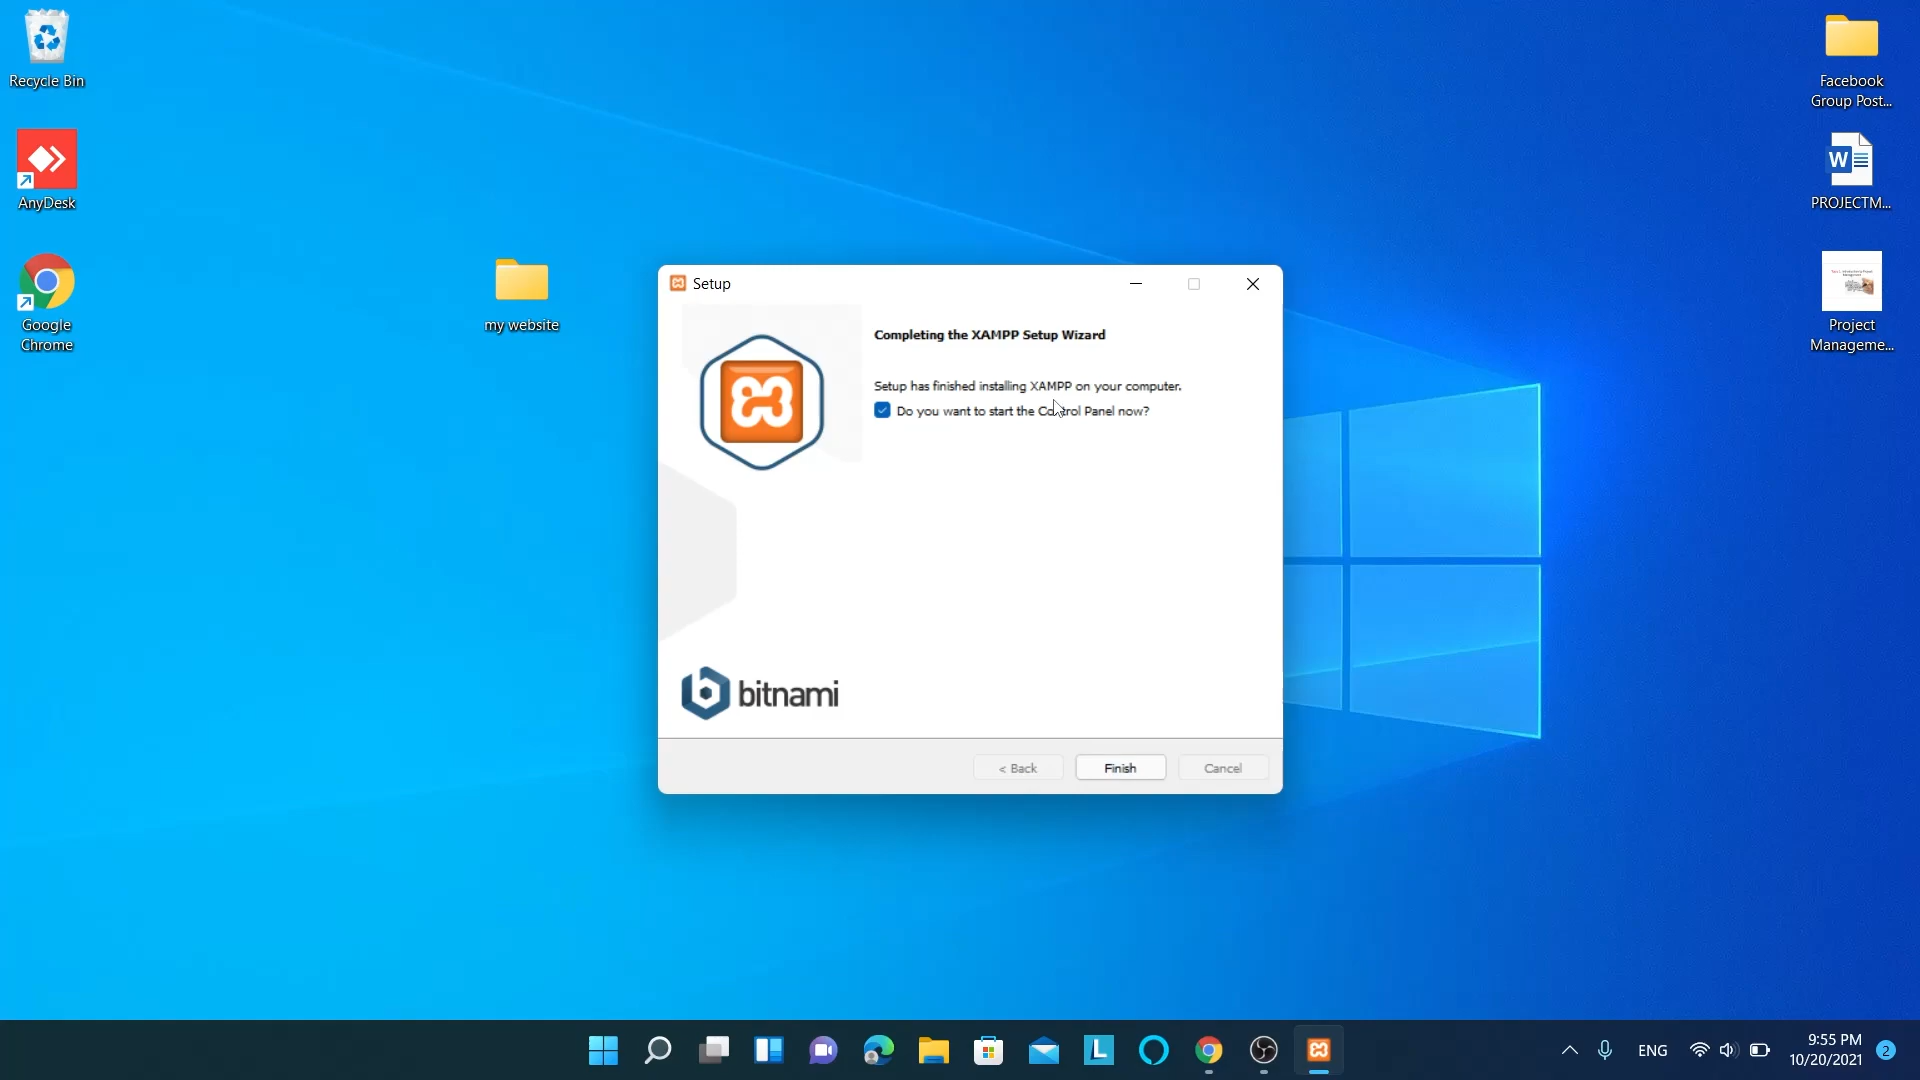 Recycle Bin
AnyDesk
Google
Chrome
my website
Facebook
Group Post...
PROJECTM...
Project
Manageme...
Setup
Completing the XAMPP Setup Wizard
Setup has finished installing XAMPP on your computer.
Do you want to start the Control Panel now?
bitnami
< Back
Finish
Cancel
ENG
9:55 PM
10/20/2021
2